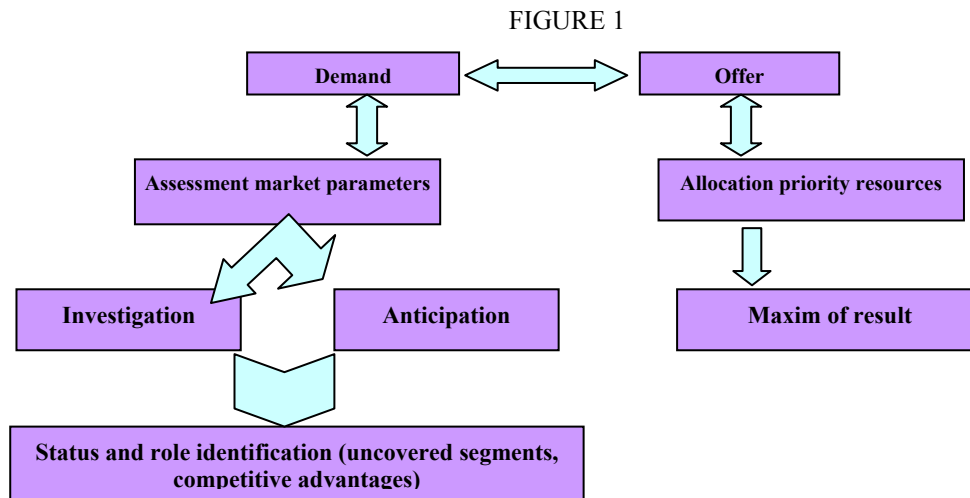 FIGURE 1
Demand
Offer
Assessment market parameters
Allocation priority resources
Investigation
Anticipation
Maxim of result
Status and role identification (uncovered segments,
competitive advantages)